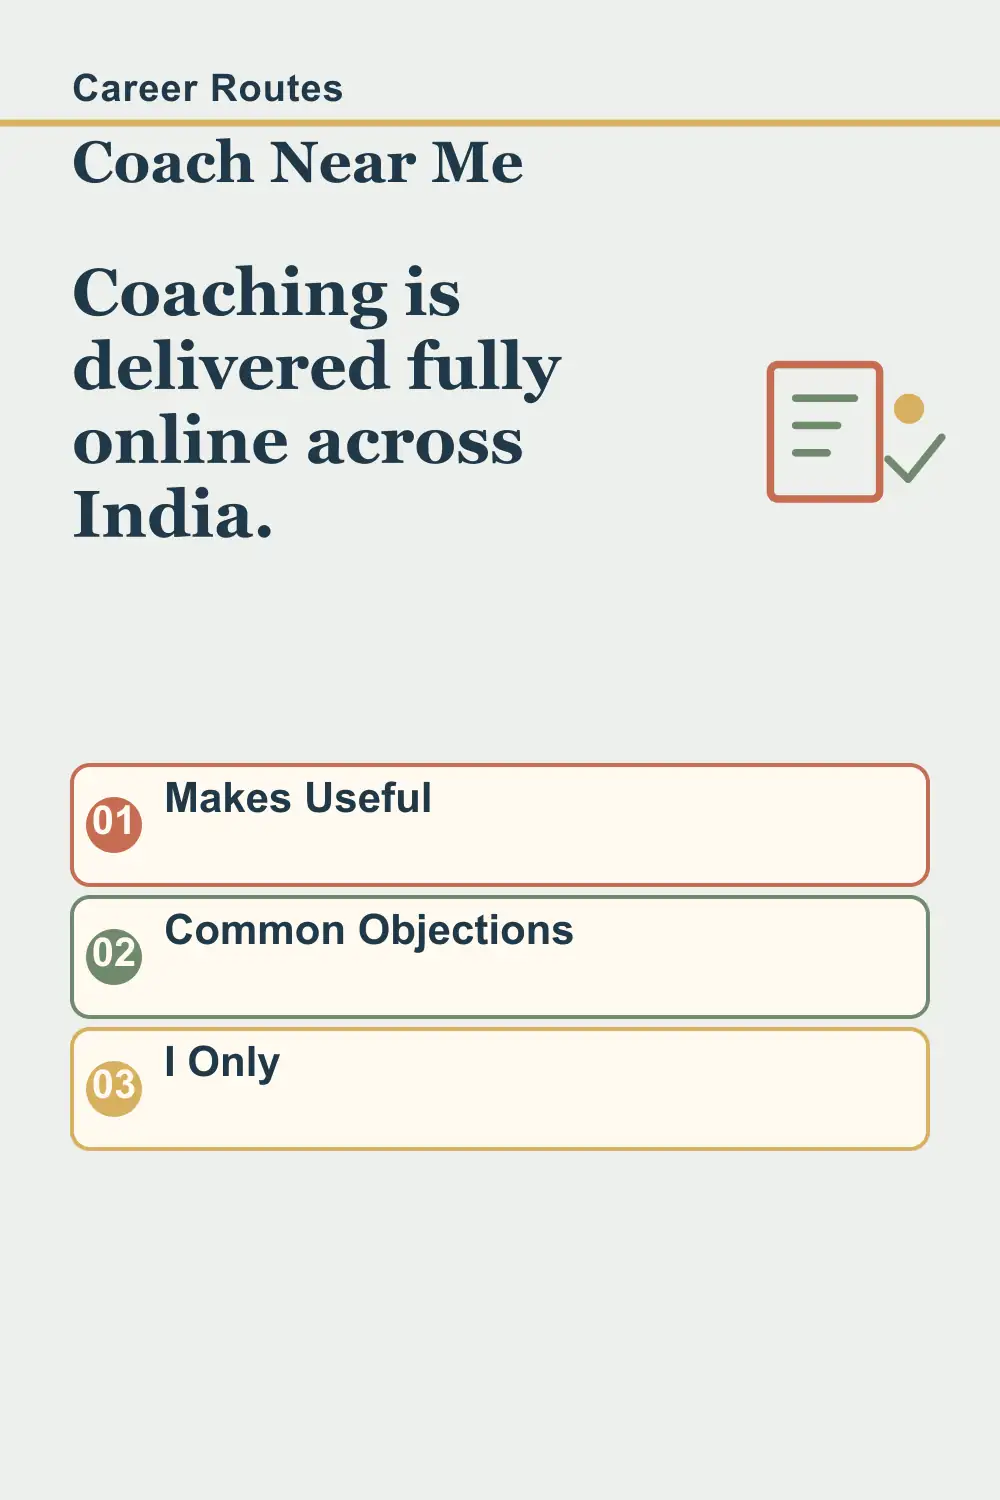 Career Routes
Coach Near Me
Coaching is
delivered fully
online across
India.
01
Makes Useful
02
Common Objections
03
I Only